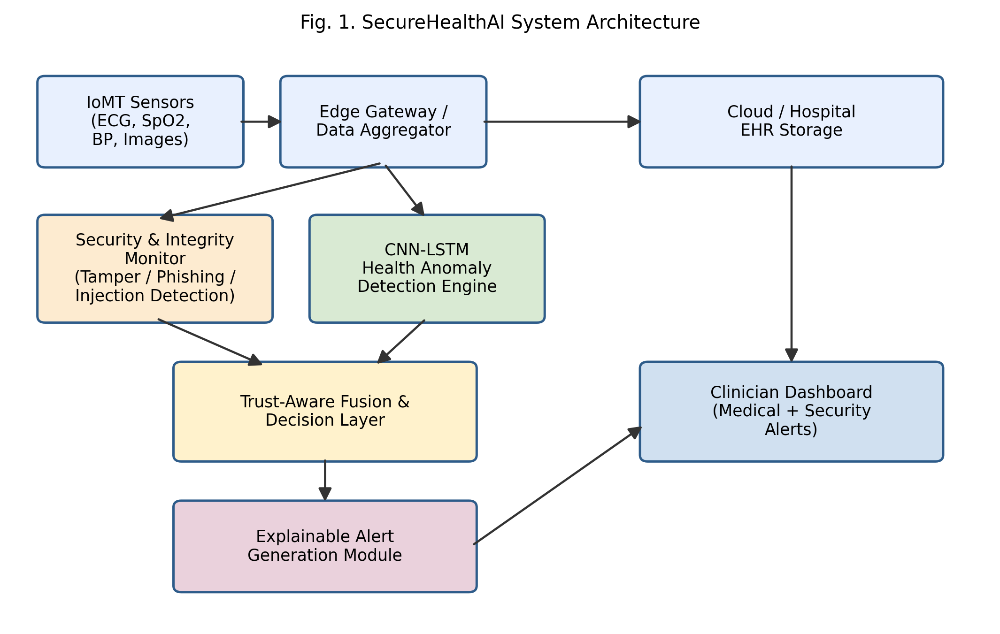 Fig. 1. SecureHealthAI System Architecture
IoMT Sensors
(ECG, SpO2,
BP, Images)
Edge Gateway /
Data Aggregator
Cloud / Hospital
EHR Storage
Security & Integrity
Monitor
(Tamper / Phishing /
Injection Detection)
CNN-LSTM
Health Anomaly
Detection Engine
Trust-Aware Fusion &
Decision Layer
Clinician Dashboard
(Medical + Security
Alerts)
Explainable Alert
Generation Module